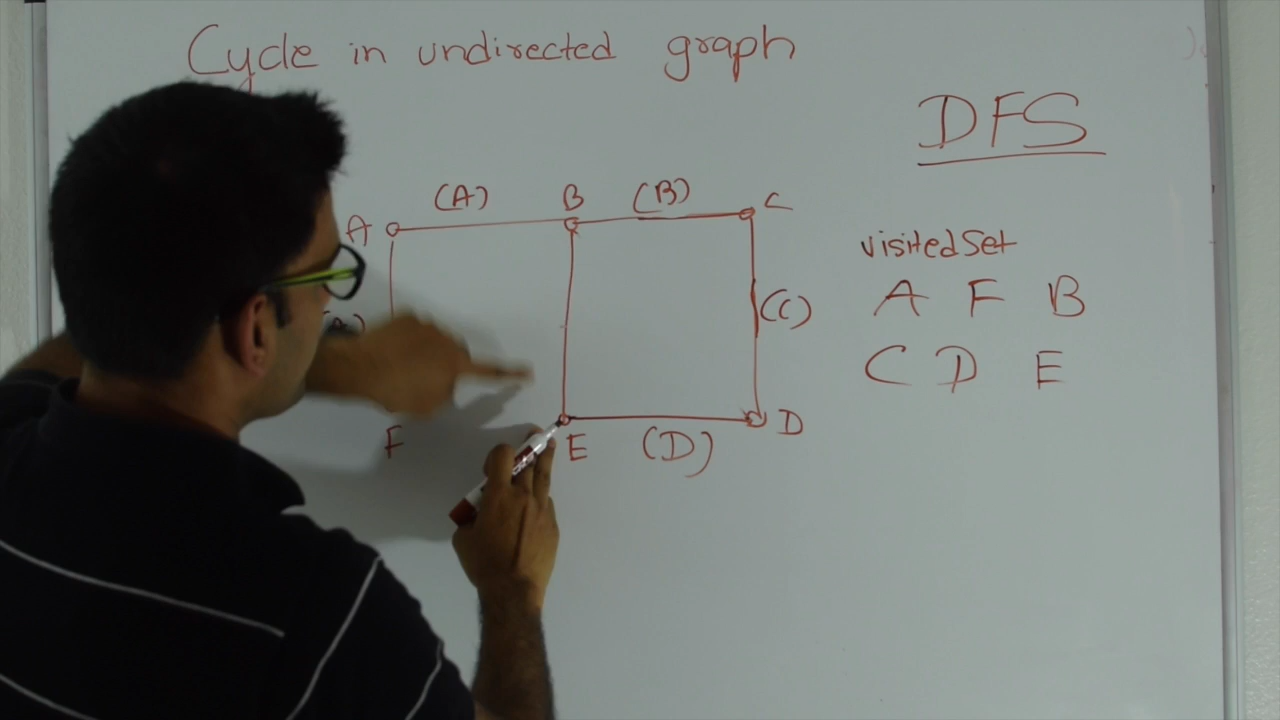 Cycle in undirected graph
DFS
(A) B (B) C
A
visitedSet
A F B
(C)
C D E
D
F E (D)